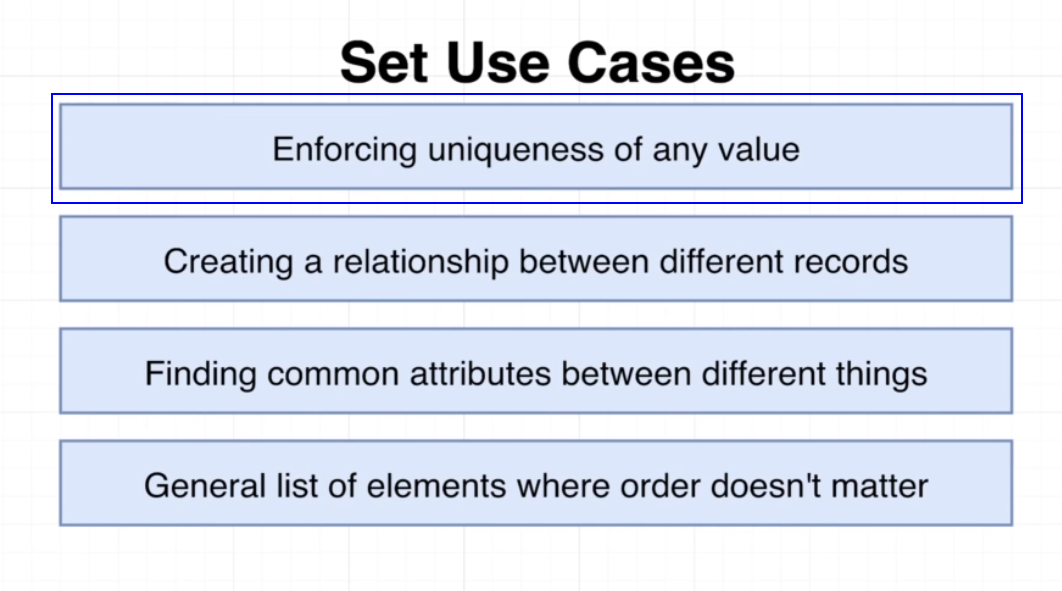 Set Use Cases
Enforcing uniqueness of any value
Creating a relationship between different records
Finding common attributes between different things
General list of elements where order doesn't matter